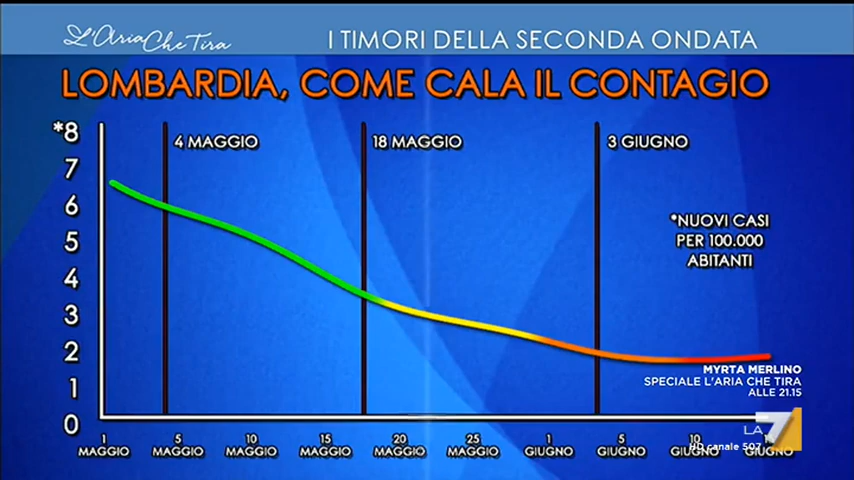 L'Aria Che Tira
I TIMORI DELLA SECONDA ONDATA
LOMBARDIA, COME CALA IL CONTAGIO
*8
4 MAGGIO
18 MAGGIO
3 GIUGNO
7
6
5
4
3
2
1
0
*NUOVI CASI
PER 100.000
ABITANTI
MYRTA MERLINO
SPECIALE L'ARIA CHE TIRA
ALLE 21.15
LA7
HD canale 507
1 MAGGIO
5 MAGGIO
10 MAGGIO
15 MAGGIO
20 MAGGIO
25 MAGGIO
1 GIUGNO
5 GIUGNO
10 GIUGNO
GIUGNO